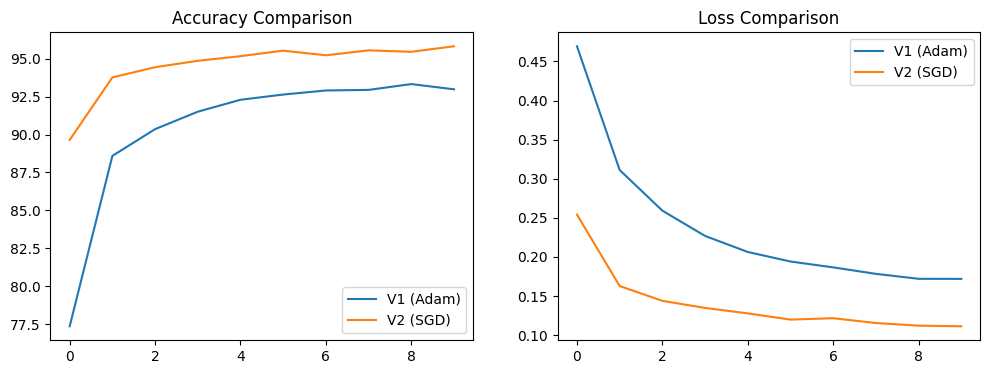 Accuracy Comparison
95.0
92.5
90.0
87.5
85.0
82.5
80.0
77.5
0 2 4 6 8
V1 (Adam)
V2 (SGD)
Loss Comparison
0.45
0.40
0.35
0.30
0.25
0.20
0.15
0.10
0 2 4 6 8
V1 (Adam)
V2 (SGD)